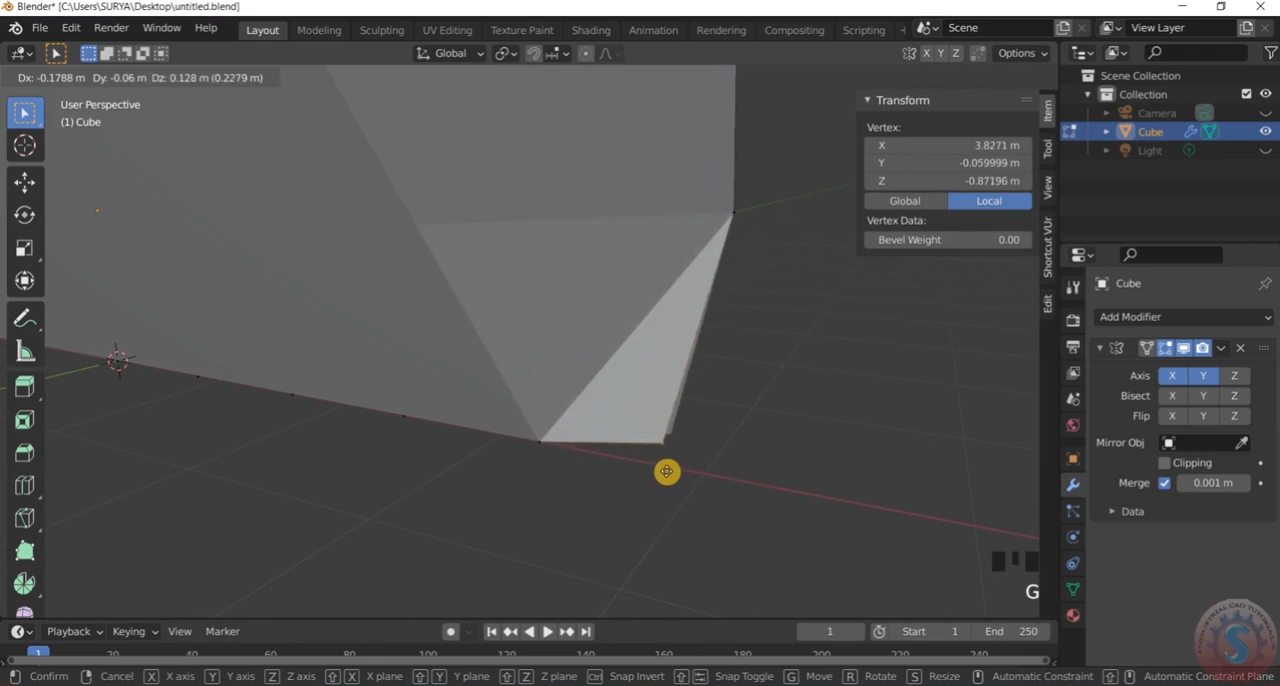 Blender* [C:\Users\SURYA\Desktop\untitled.blend]
File Edit Render Window Help Layout Modeling Sculpting UV Editing Texture Paint Shading Animation Rendering Compositing Scripting Scene View Layer
Global X Y Z Options
Dx: -0.1788 m Dy: -0.06 m Dz: 0.128 m (0.2279 m)
User Perspective
(1) Cube
Transform
Vertex:
X 3.8271 m
Y -0.059999 m
Z -0.87196 m
Global Local
Vertex Data:
Bevel Weight 0.00
Item
Tool
View
Shortcut VUr
Edit
Scene Collection
Collection
Camera
Cube
Light
Cube
Add Modifier
Axis X Y Z
Bisect X Y Z
Flip X Y Z
Mirror Obj
Clipping
Merge 0.001 m
Data
G
Playback Keying View Marker 1 Start 1 End 250
1 20 40 60 80 100 120 140 160 180 200 220 240
Confirm Cancel X X axis Y Y axis Z Z axis X X plane Y Y plane Z Z plane Ctrl Snap Invert Snap Toggle G Move R Rotate S Resize Automatic Constraint Automatic Constraint Plane
INDUSTRIAL CAD TUTORIALS
S